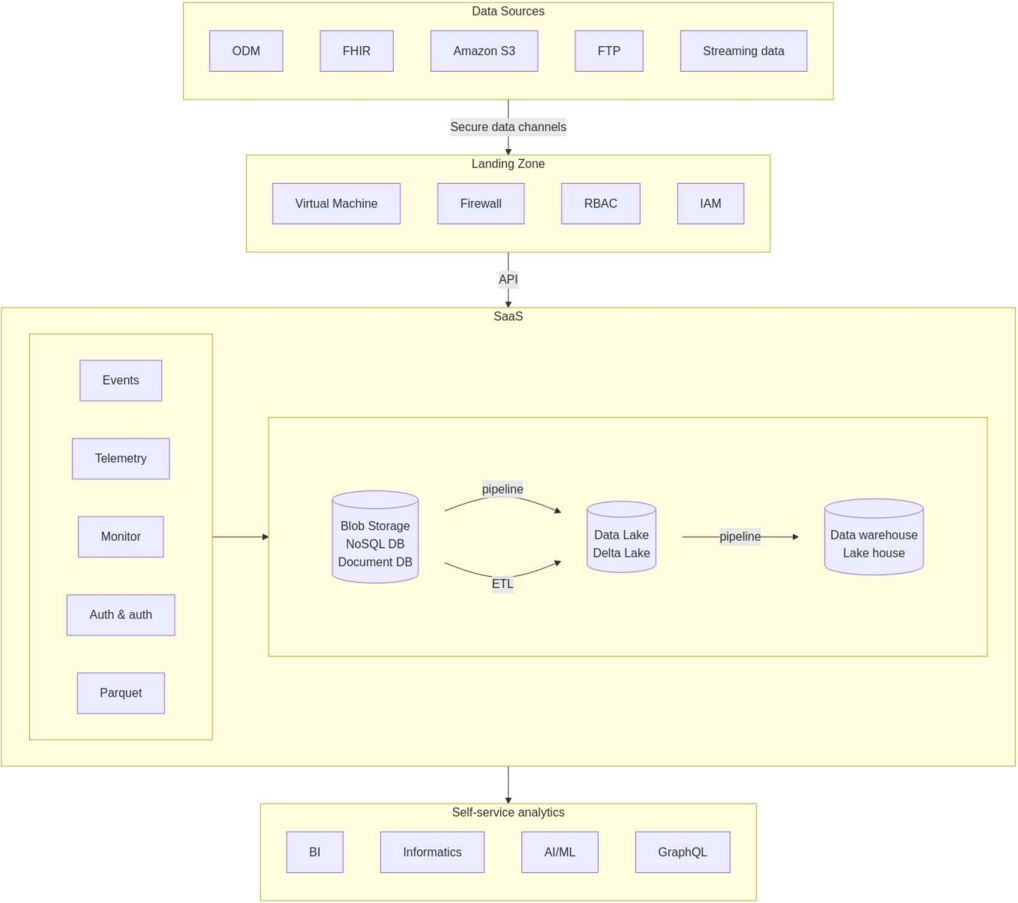 Data Sources
ODM
FHIR
Amazon S3
FTP
Streaming data
Secure data channels
Landing Zone
Virtual Machine
Firewall
RBAC
IAM
API
SaaS
Events
Telemetry
Monitor
Auth & auth
Parquet
Blob Storage
NoSQL DB
Document DB
pipeline
ETL
Data Lake
Delta Lake
pipeline
Data warehouse
Lake house
Self-service analytics
BI
Informatics
AI/ML
GraphQL